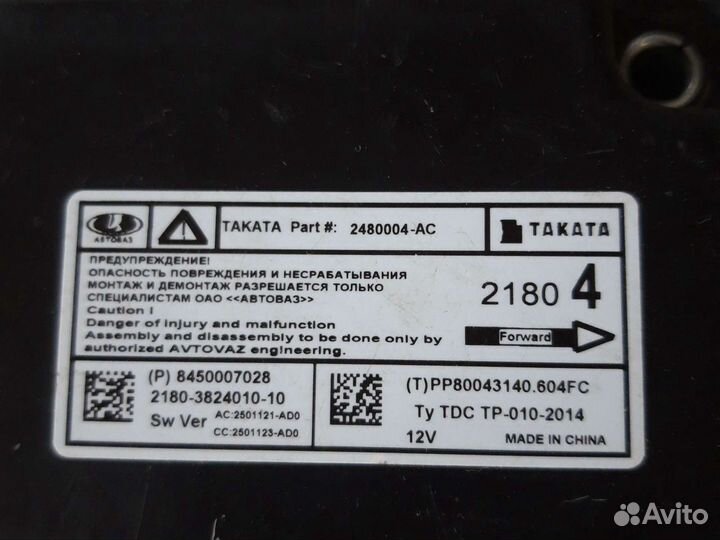 АВТОВАЗ
TAKATA Part #: 2480004-AC
TAKATA
ПРЕДУПРЕЖДЕНИЕ!
ОПАСНОСТЬ ПОВРЕЖДЕНИЯ И НЕСРАБАТЫВАНИЯ
МОНТАЖ И ДЕМОНТАЖ РАЗРЕШАЕТСЯ ТОЛЬКО
СПЕЦИАЛИСТАМ ОАО <<АВТОВАЗ>>
Caution !
Danger of injury and malfunction
Assembly and disassembly to be done only by
authorized AVTOVAZ engineering.
2180 4
Forward
(P) 8450007028
2180-3824010-10
Sw Ver AC:2501121-AD0
CC:2501123-AD0
(T)PP80043140.604FC
Ty TDC TP-010-2014
12V MADE IN CHINA
Avito